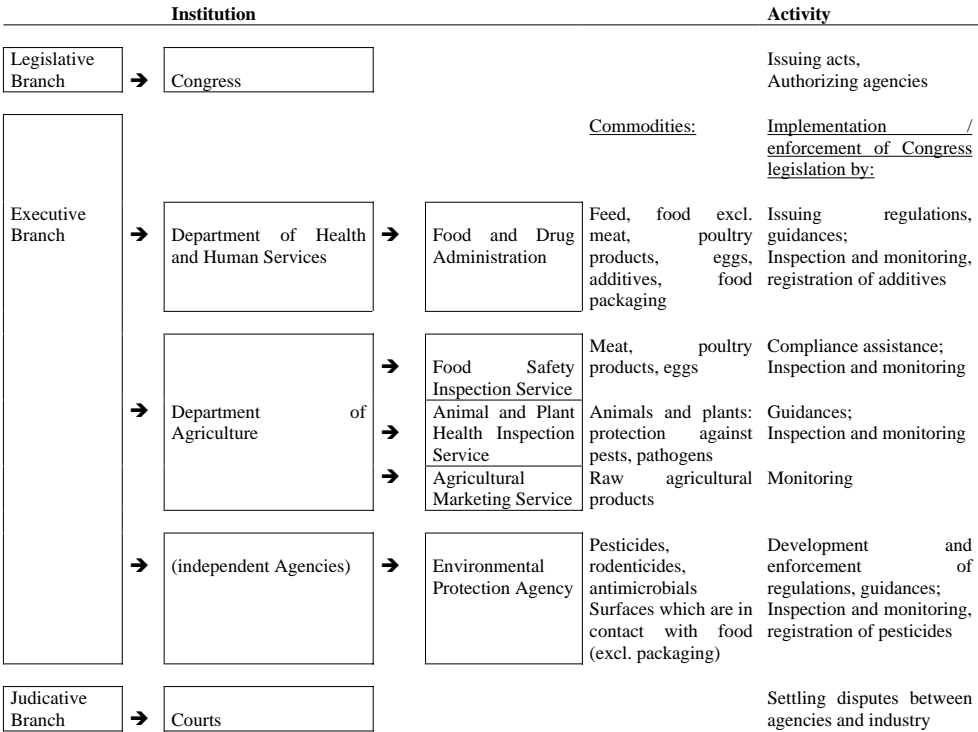 Institution Activity
Legislative
Branch ➔ Congress
Issuing acts,
Authorizing agencies
Commodities:
Implementation /
enforcement of Congress
legislation by:
Executive
Branch ➔
Department of Health
and Human Services
➔
Food and Drug
Administration
Feed, food excl.
meat, poultry
products, eggs,
additives, food
packaging
Issuing regulations,
guidances;
Inspection and monitoring,
registration of additives
➔
Department of
Agriculture
➔
Food Safety
Inspection Service
Meat, poultry
products, eggs
Compliance assistance;
Inspection and monitoring
➔
Animal and Plant
Health Inspection
Service
Animals and plants:
protection against
pests, pathogens
Guidances;
Inspection and monitoring
➔
Agricultural
Marketing Service
Raw agricultural
products
Monitoring
➔
(independent Agencies)
➔
Environmental
Protection Agency
Pesticides,
rodenticides,
antimicrobials
Surfaces which are in
contact with food
(excl. packaging)
Development and
enforcement of
regulations, guidances;
Inspection and monitoring,
registration of pesticides
Judicative
Branch ➔ Courts
Settling disputes between
agencies and industry